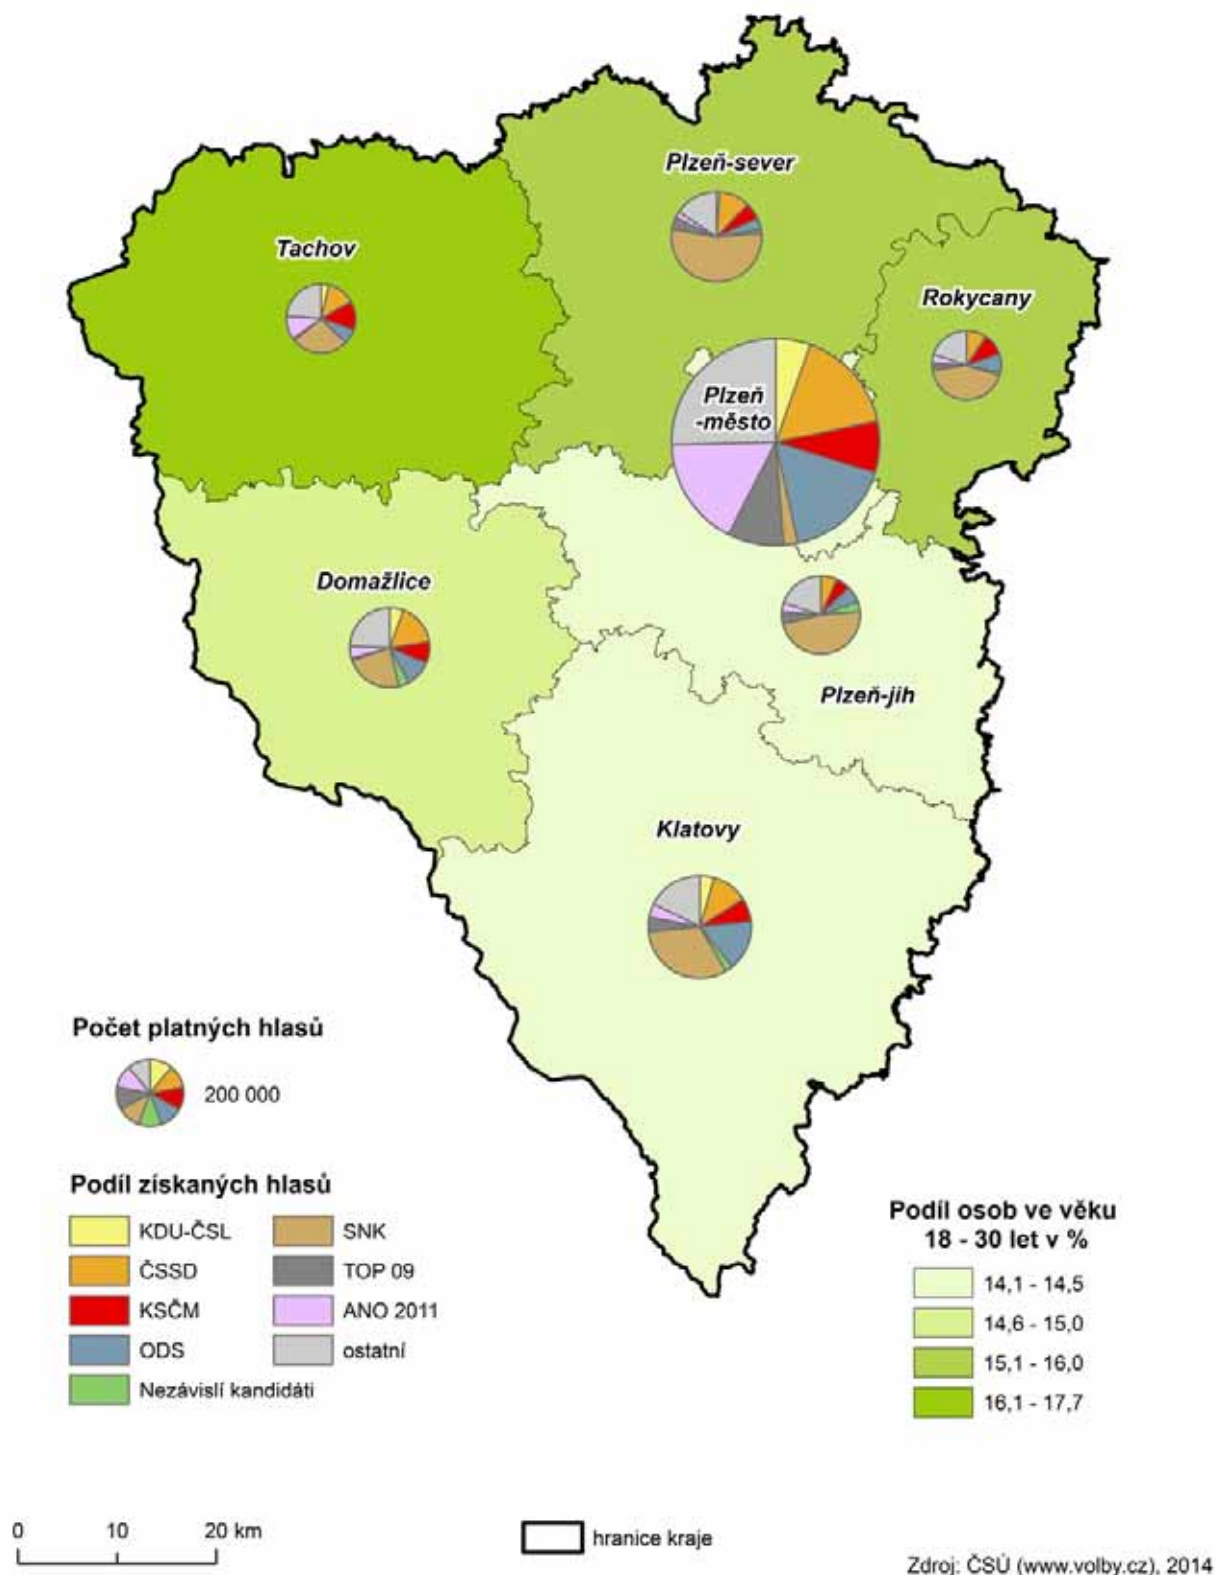 Plzeň-sever
Tachov
Rokycany
Plzeň
-město
Domažlice
Plzeň-jih
Klatovy
Počet platných hlasů
200 000
Podíl získaných hlasů
KDU-ČSL
SNK
ČSSD
TOP 09
KSČM
ANO 2011
ODS
ostatní
Nezávislí kandidáti
Podíl osob ve věku
18 - 30 let v %
14,1 - 14,5
14,6 - 15,0
15,1 - 16,0
16,1 - 17,7
0 10 20 km
hranice kraje
Zdroj: ČSÚ (www.volby.cz), 2014